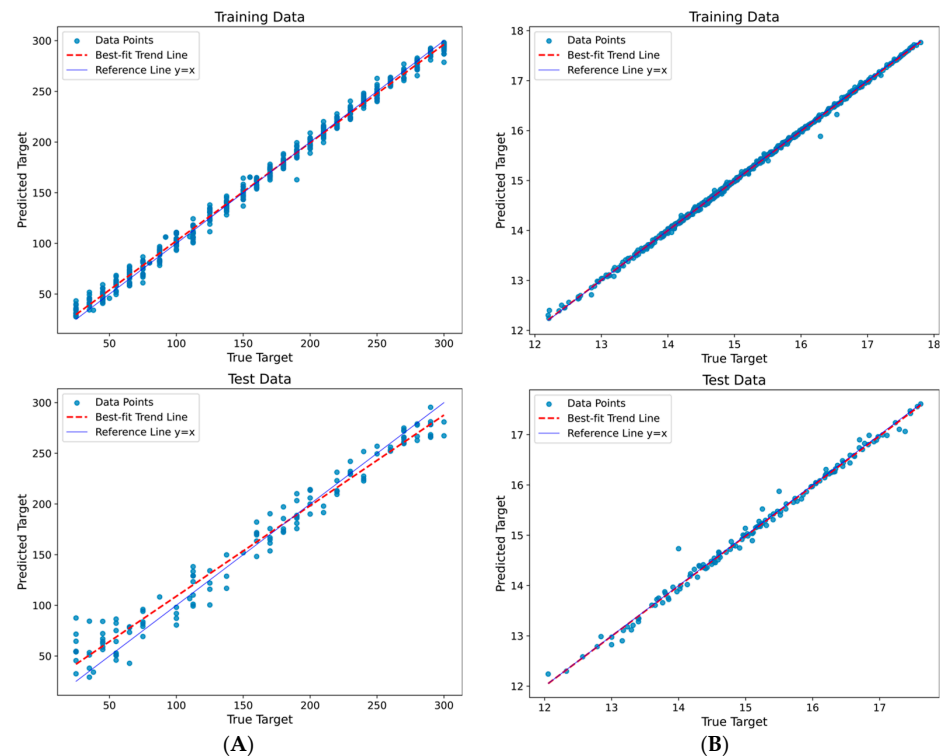 Training Data
Data Points
Best-fit Trend Line
Reference Line y=x
Predicted Target
300
250
200
150
100
50
50 100 150 200 250 300
True Target
Training Data
Data Points
Best-fit Trend Line
Reference Line y=x
Predicted Target
18
17
16
15
14
13
12
12 13 14 15 16 17 18
True Target
Test Data
Data Points
Best-fit Trend Line
Reference Line y=x
Predicted Target
300
250
200
150
100
50
50 100 150 200 250 300
True Target
(A)
Test Data
Data Points
Best-fit Trend Line
Reference Line y=x
Predicted Target
17
16
15
14
13
12
12 13 14 15 16 17
True Target
(B)